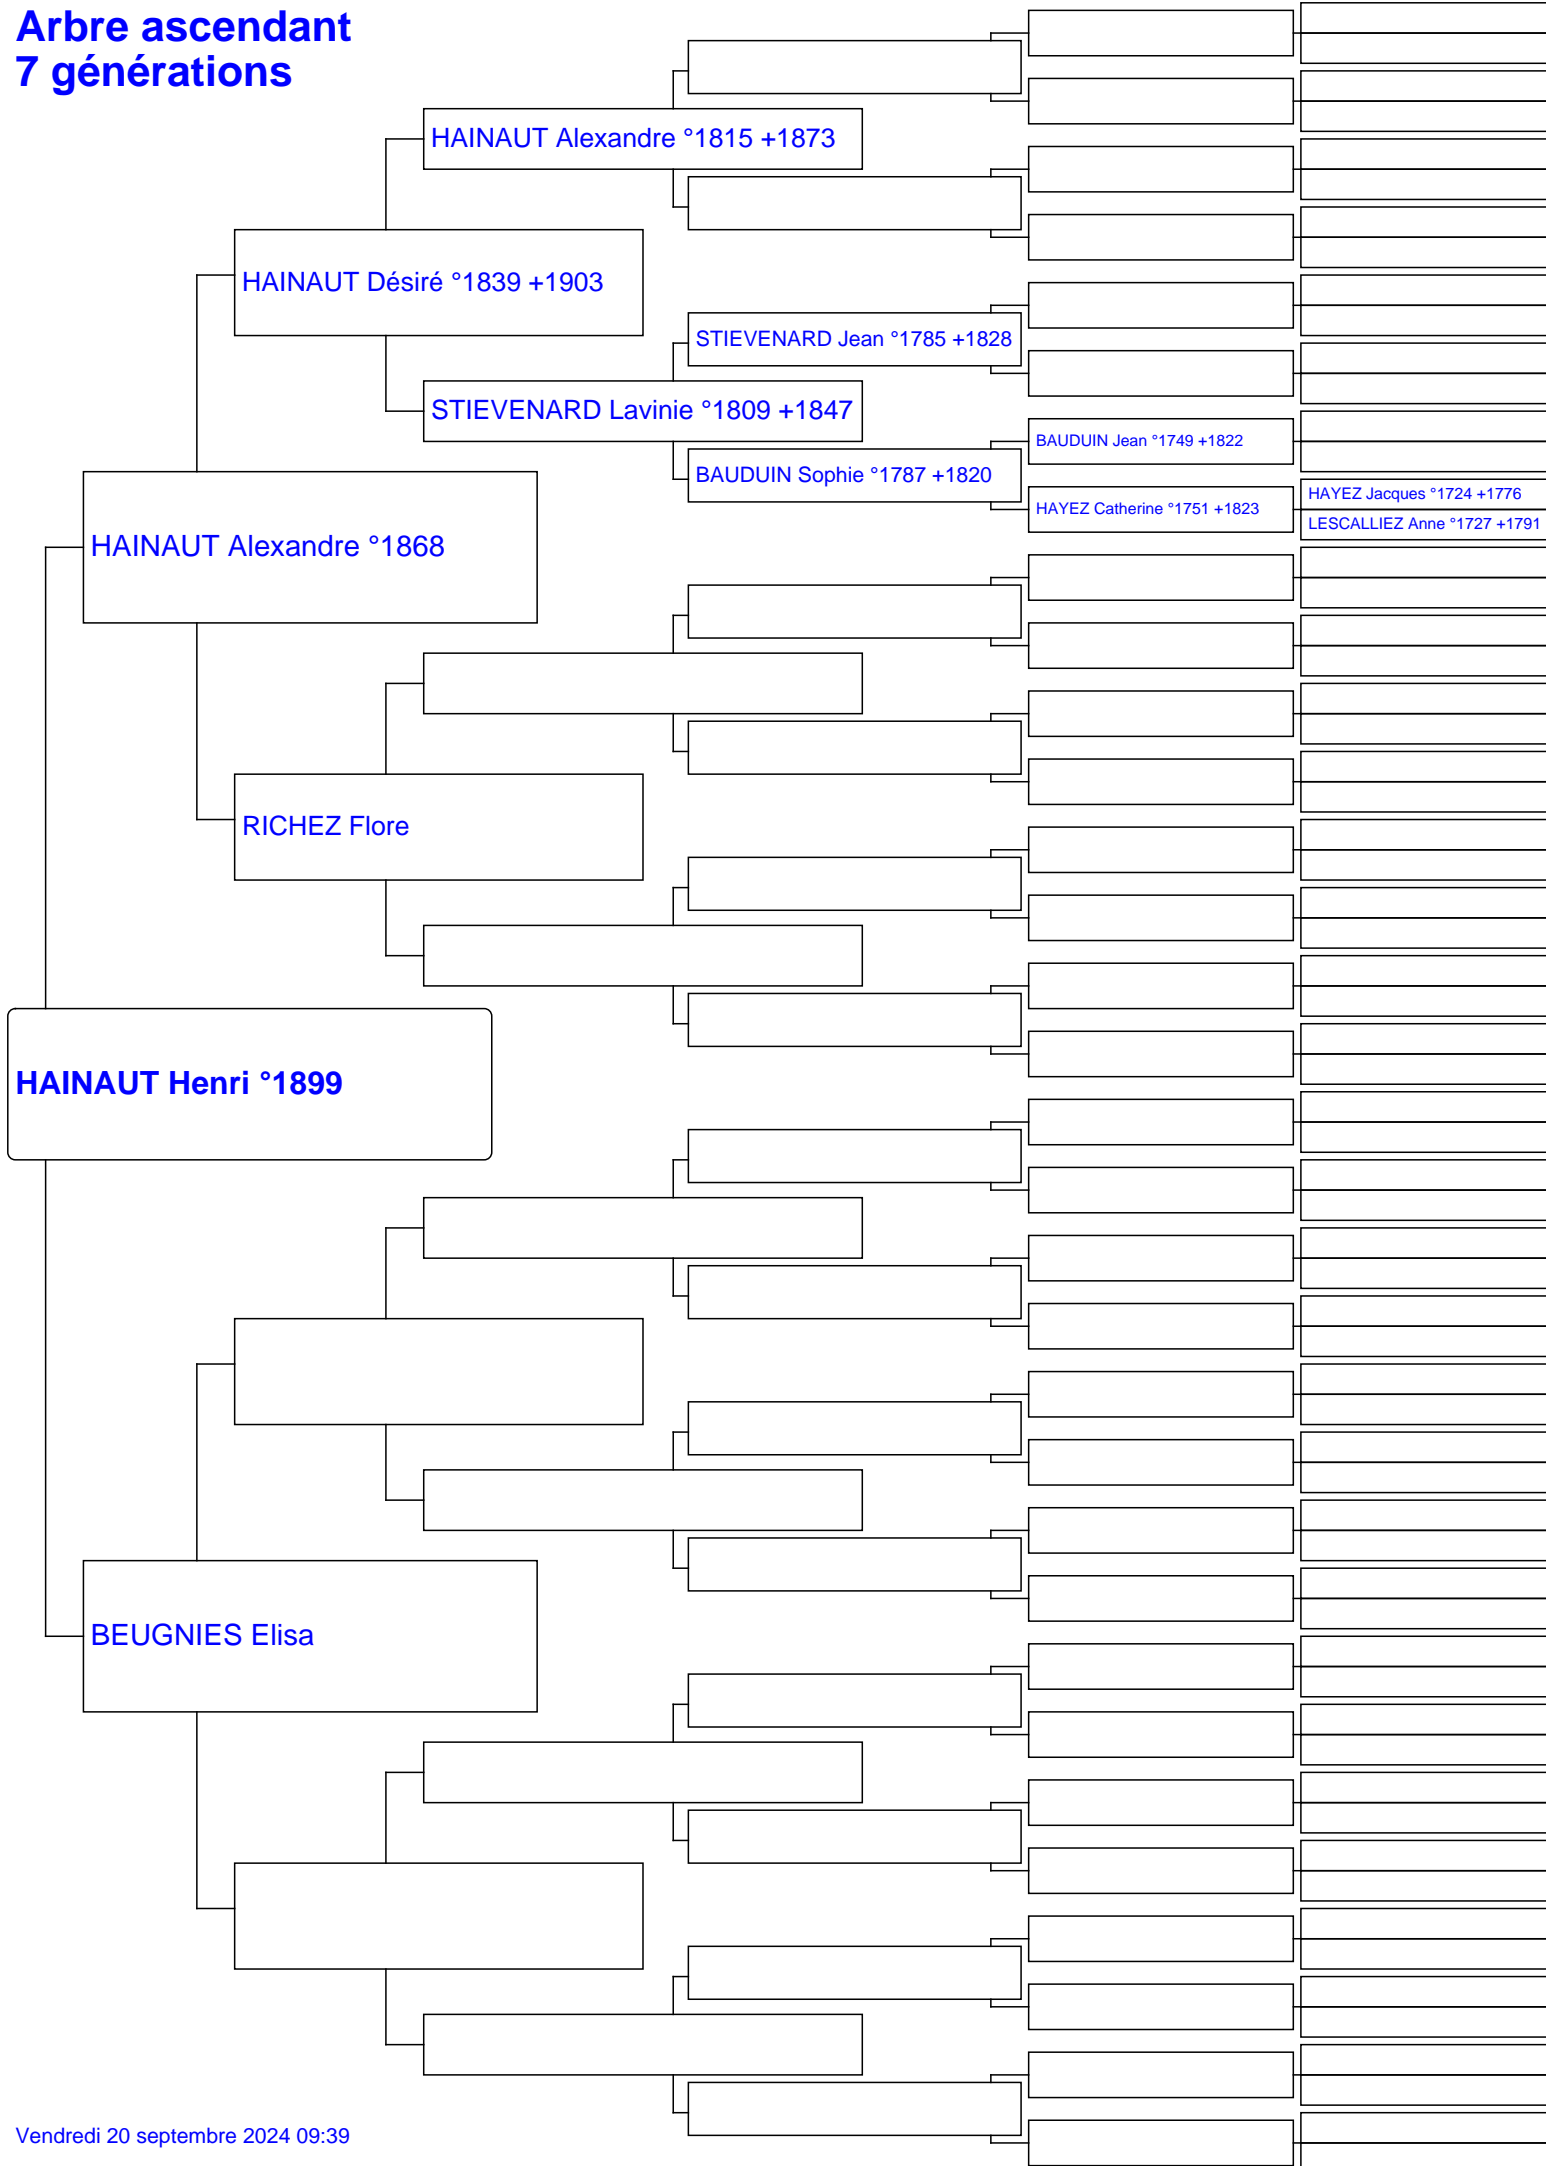 Arbre ascendant
7 générations
HAINAUT Alexandre °1815 +1873
HAINAUT Désiré °1839 +1903
STIEVENARD Jean °1785 +1828
STIEVENARD Lavinie °1809 +1847
BAUDUIN Jean °1749 +1822
BAUDUIN Sophie °1787 +1820
HAYEZ Jacques °1724 +1776
HAYEZ Catherine °1751 +1823
LESCALLIEZ Anne °1727 +1791
HAINAUT Alexandre °1868
RICHEZ Flore
HAINAUT Henri °1899
BEUGNIES Elisa
Vendredi 20 septembre 2024 09:39